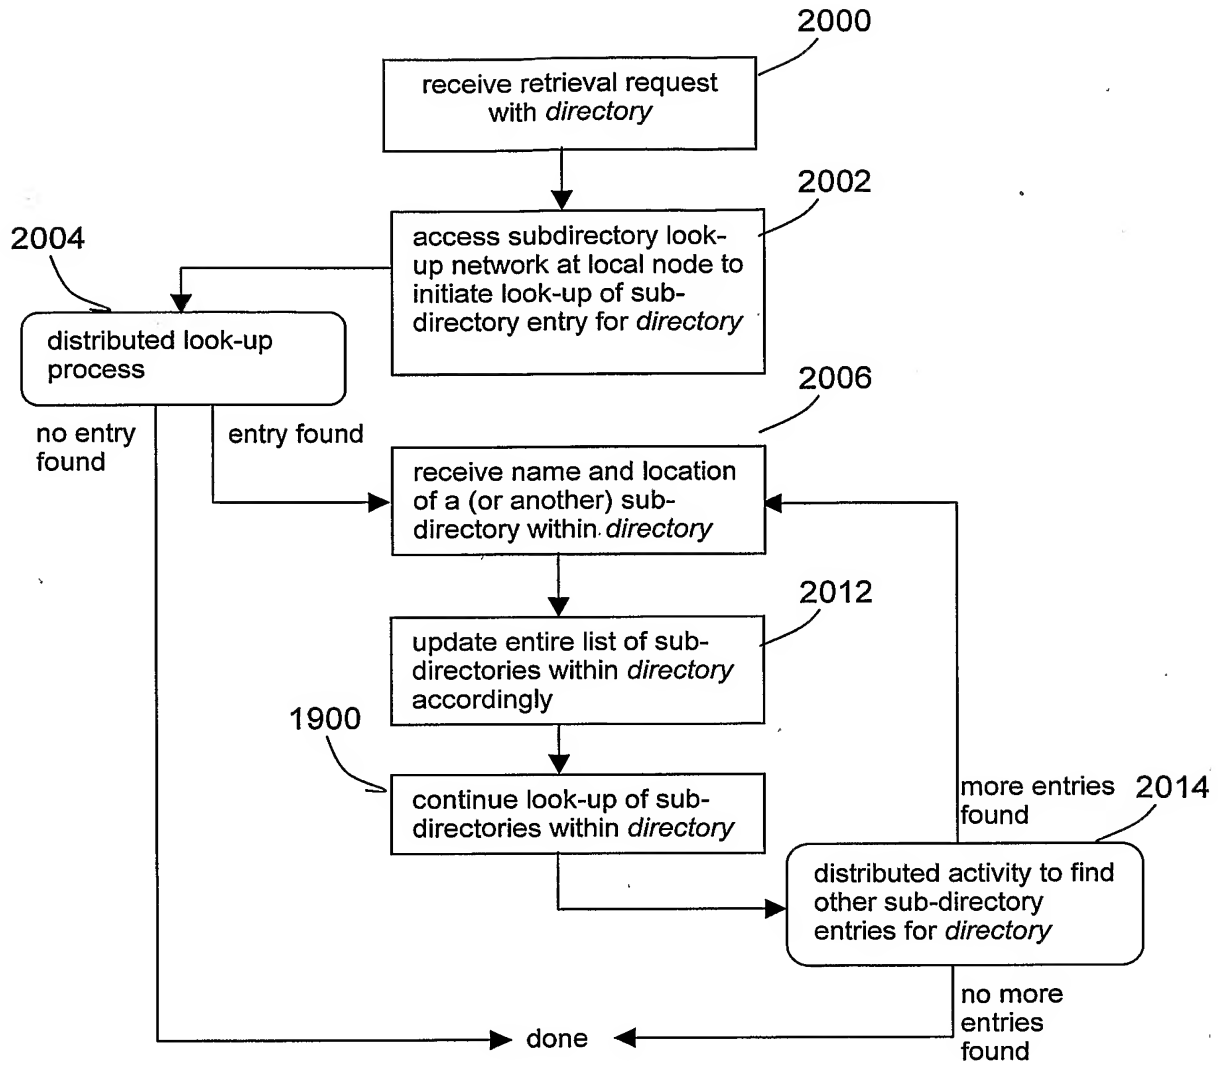 2000
receive retrieval request
with directory
2002
access subdirectory look-
up network at local node to
initiate look-up of sub-
directory entry for directory
2004
distributed look-up
process
no entry
found
entry found
2006
receive name and location
of a (or another) sub-
directory within directory
2012
update entire list of sub-
directories within directory
accordingly
1900
continue look-up of sub-
directories within directory
more entries
found
2014
distributed activity to find
other sub-directory
entries for directory
no more
entries
found
done